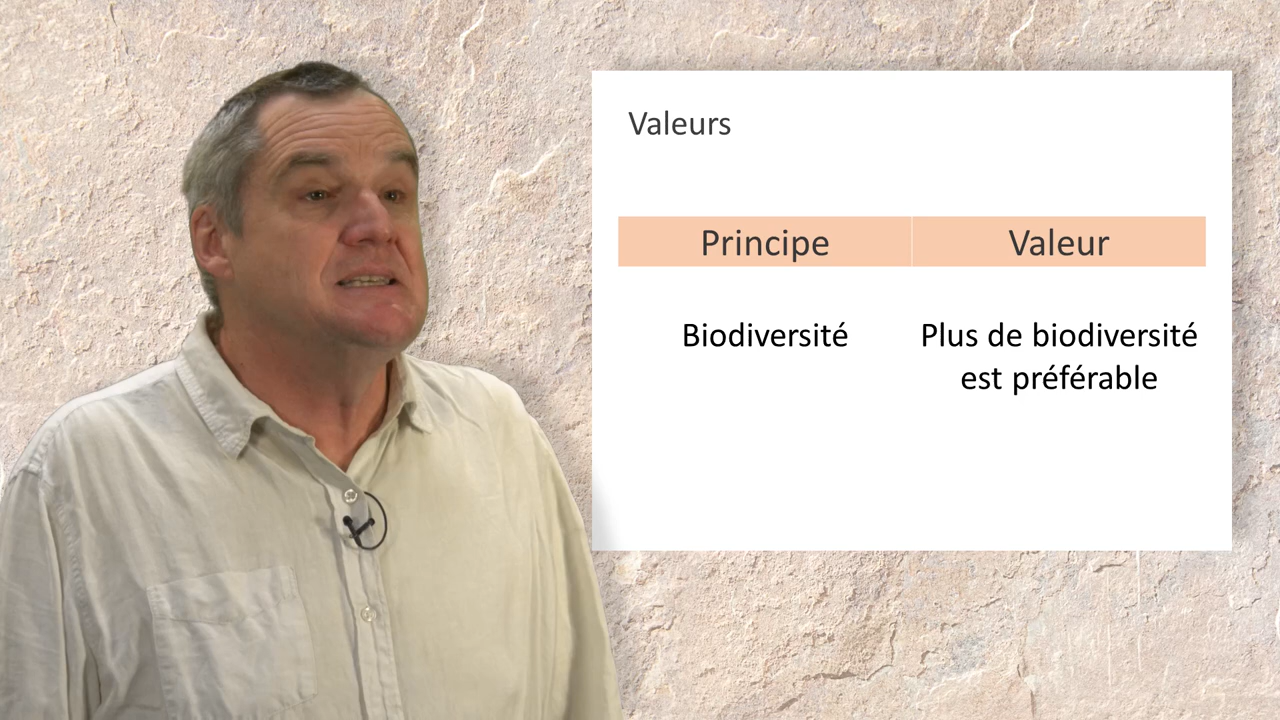 Valeurs
Principe Valeur
Biodiversité Plus de biodiversité
est préférable